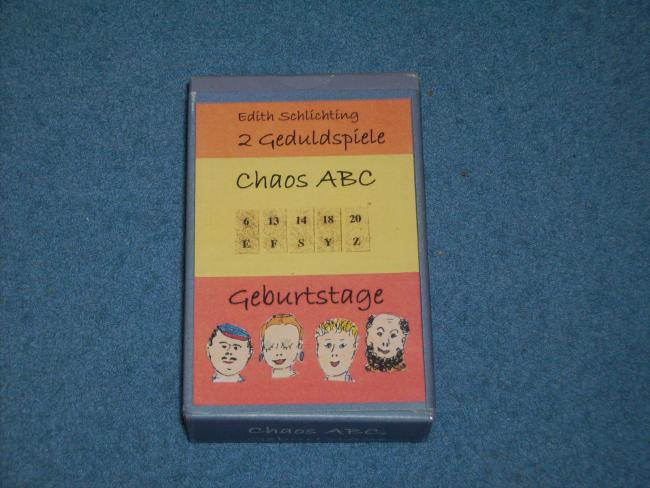 Edith Schlichting
2 Geduldspiele
Chaos ABC
6 13 14 18 20
E F S Y Z
Geburtstage
Chaos ABC